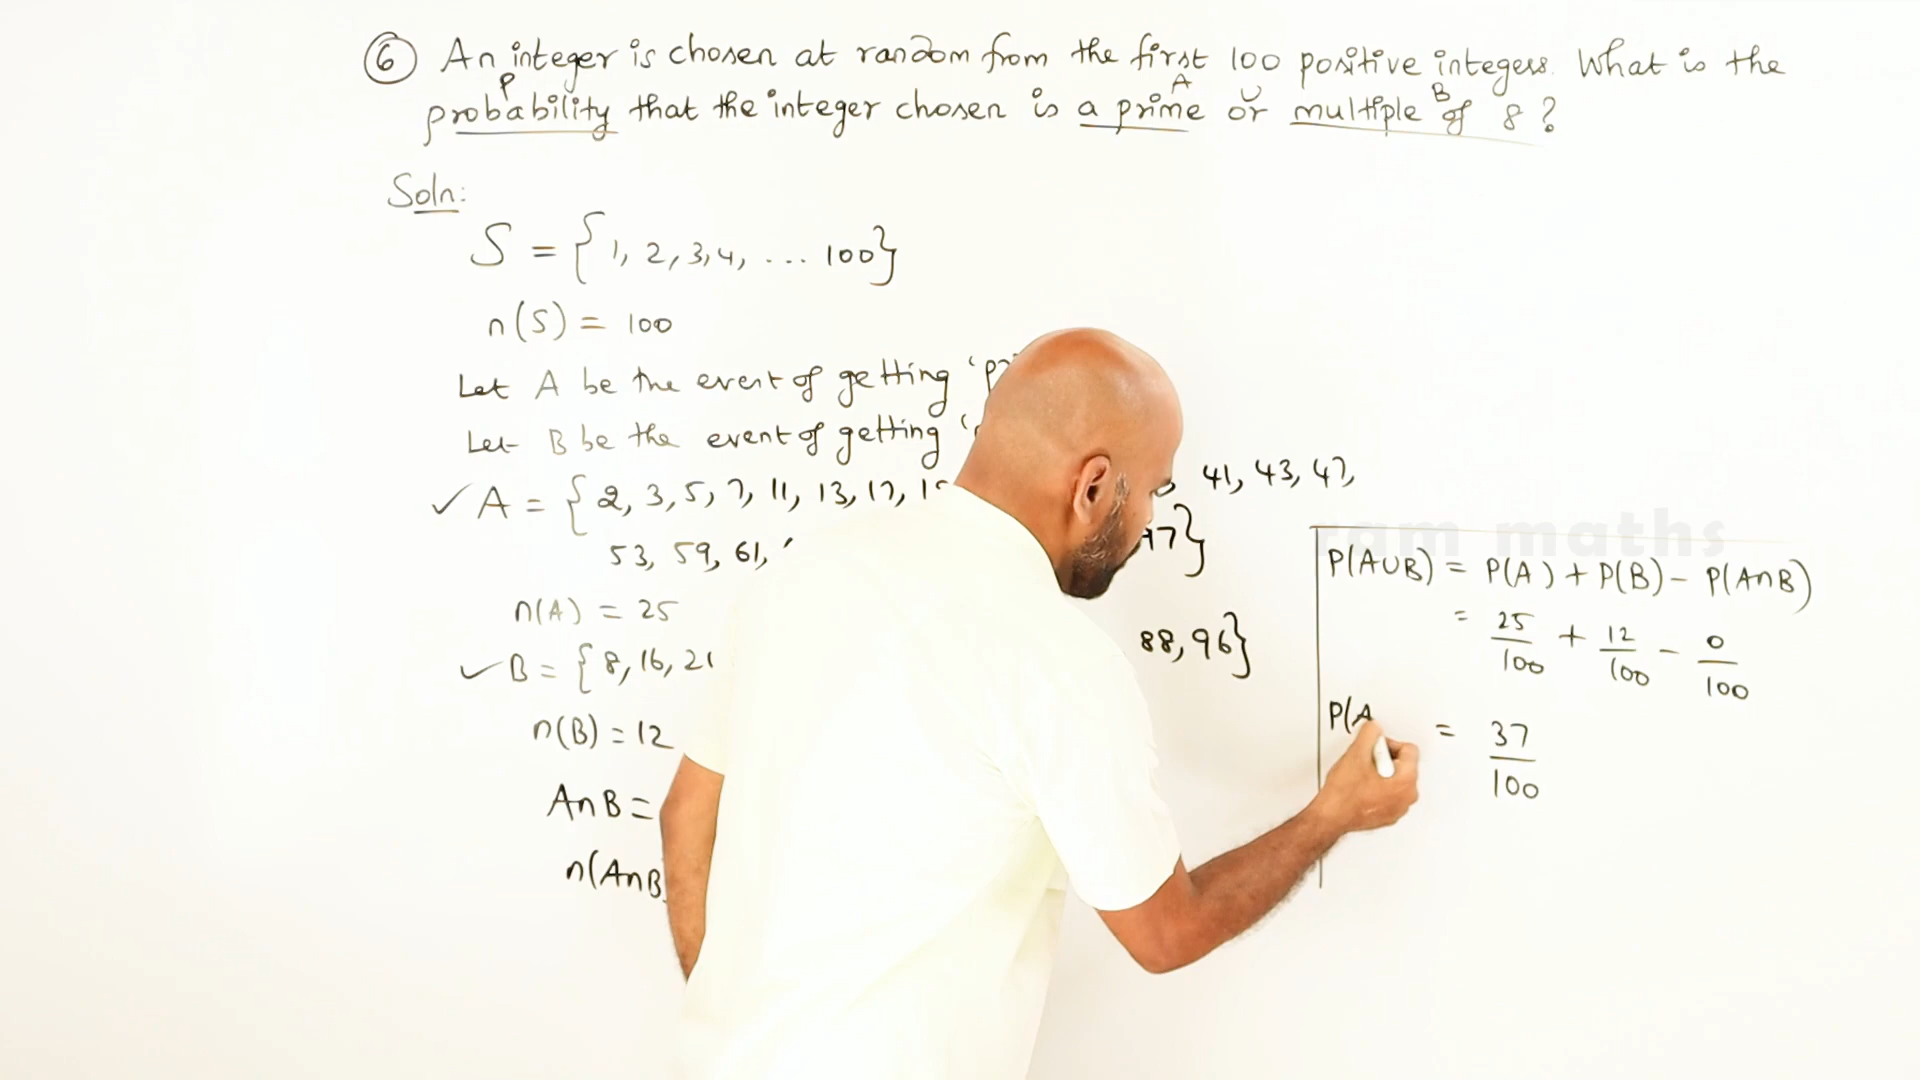 6 An integer is chosen at random from the first 100 positive integers. What is the
P A U B
probability that the integer chosen is a prime or multiple of 8?
Soln:
S = { 1, 2, 3, 4, ... 100}
n(S) = 100
Let A be the event of getting
Let B be the event of getting
✓ A = { 2, 3, 5, 7, 11, 13, 17, 41, 43, 47,
53, 59, 61, 97}
n(A) = 25
✓ B = { 8, 16, 88, 96}
n(B) = 12
A∩B =
n(A∩B
ram maths
P(A∪B) = P(A) + P(B) - P(A∩B)
= 25/100 + 12/100 - 0/100
P(A = 37/100